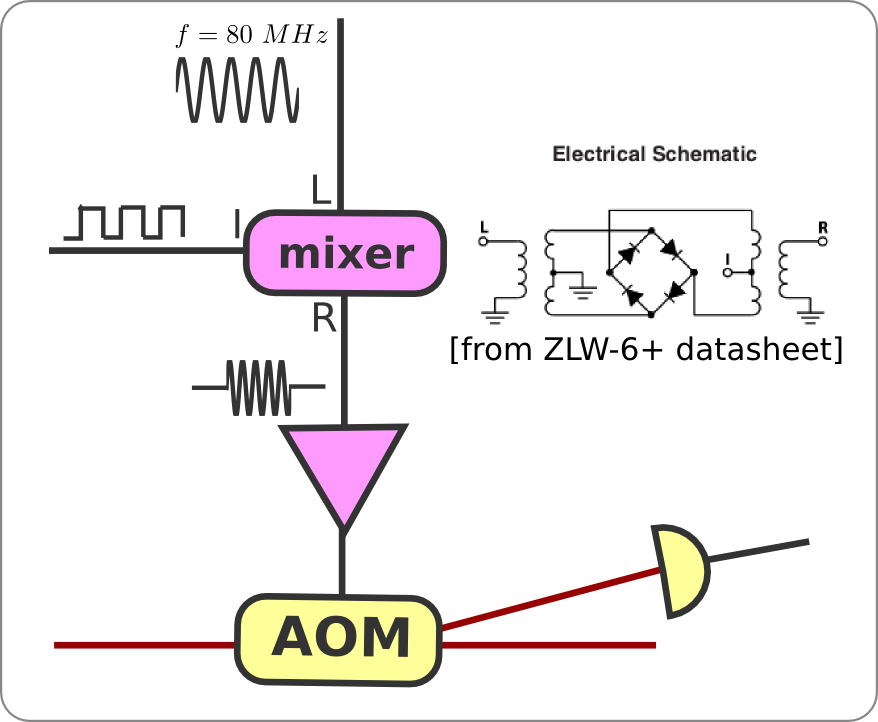 f = 80 MHz
Electrical Schematic
L
I
mixer
L
R
I
R
[from ZLW-6+ datasheet]
AOM